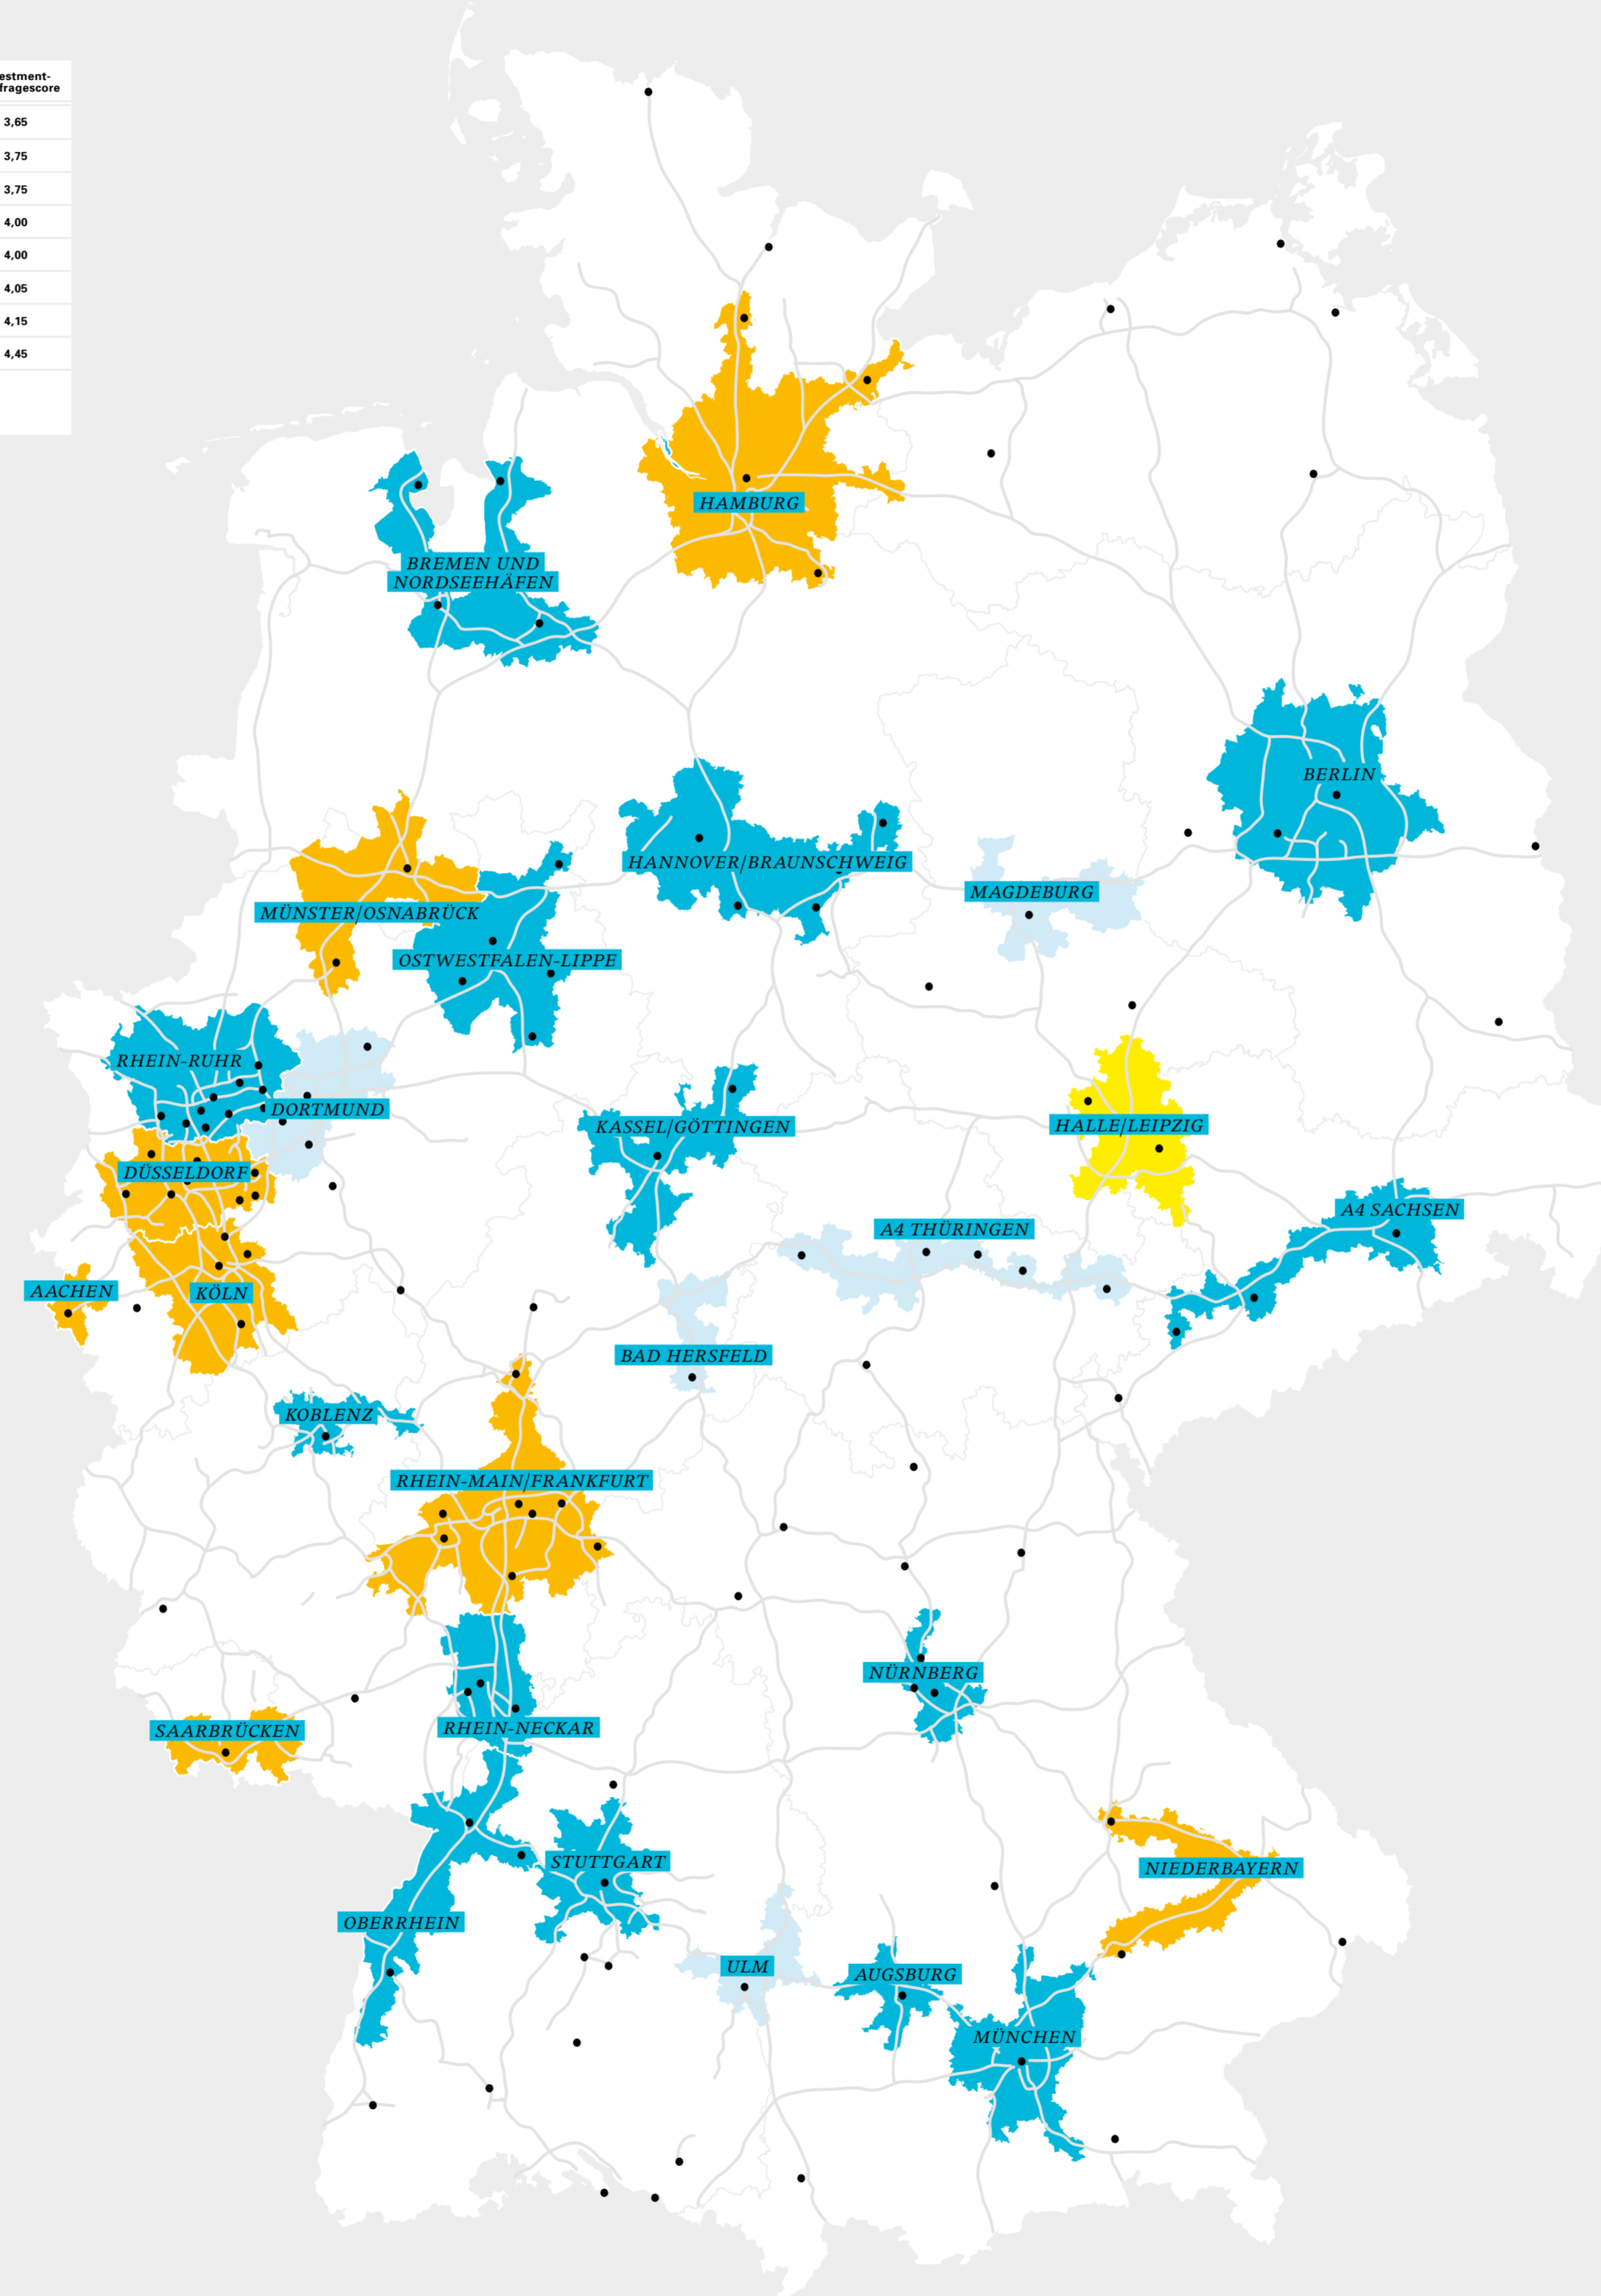 estment-
fragescore
3,65
3,75
3,75
4,00
4,00
4,05
4,15
4,45
HAMBURG
BREMEN UND
NORDSEEHÄFEN
BERLIN
HANNOVER/BRAUNSCHWEIG
MAGDEBURG
MÜNSTER/OSNABRÜCK
OSTWESTFALEN-LIPPE
RHEIN-RUHR
DORTMUND
KASSEL/GÖTTINGEN
HALLE/LEIPZIG
DÜSSELDORF
A4 SACHSEN
A4 THÜRINGEN
AACHEN
KÖLN
BAD HERSFELD
KOBLENZ
RHEIN-MAIN/FRANKFURT
NÜRNBERG
SAARBRÜCKEN
RHEIN-NECKAR
STUTTGART
NIEDERBAYERN
OBERRHEIN
ULM
AUGSBURG
MÜNCHEN